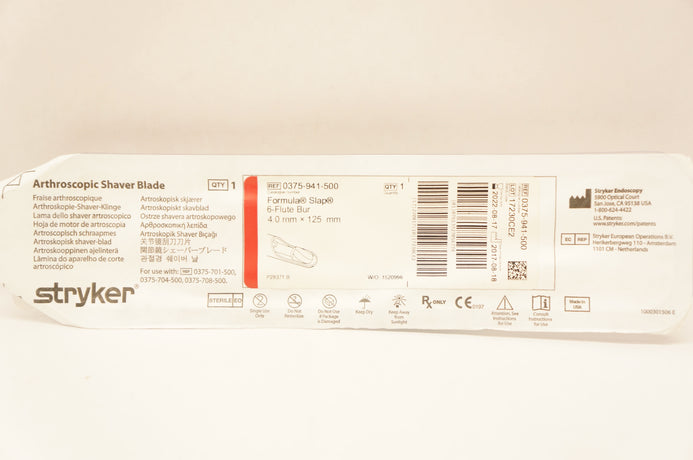 Arthroscopic Shaver Blade
QTY 1
Fraise arthroscopique
Arthroskopie-Shaver-Klinge
Lama dello shaver artroscopico
Hoja de motor de artroscopia
Artroscopisch schraapmes
Artroskopisk shaver-blad
Artroskooppinen ajelinterä
Lâmina do aparelho de corte
artroscópico
Artroskopisk skjærer
Artroskopisk skavblad
Ostrze shavera artroskopowego
Αρθροσκοπική λεπίδα
Artroskopik Shaver Bıçağı
关节镜刮刀刀片
関節鏡シェーバーブレード
관절경 쉐이버 날
For use with: REF 0375-701-500,
0375-704-500, 0375-708-500,
stryker®
STERILE EO
REF 0375-941-500
QTY 1
Formula® Slap®
6-Flute Bur
4.0 mm x 125 mm
W/O: 1520956
REF 0375-941-500
LOT 17230CE2
2022-08-17
2017-08-18
Stryker Endoscopy
5900 Optical Court
San Jose, CA 95138 USA
1-800-624-4422
U.S. Patents:
www.stryker.com/patents
EC REP
Stryker European Operations B.V.
Herikerbergweg 110 - Amsterdam
1101 CM - Netherlands
Single Use
Only
Do Not
Resterilize
Do Not Use
if Package
is Damaged
Keep Dry
Keep Away
from
Sunlight
Rx ONLY
CE 0197
Attention, See
Instructions
for Use
Consult
Instructions
for Use
Made in
USA
1000301506 E